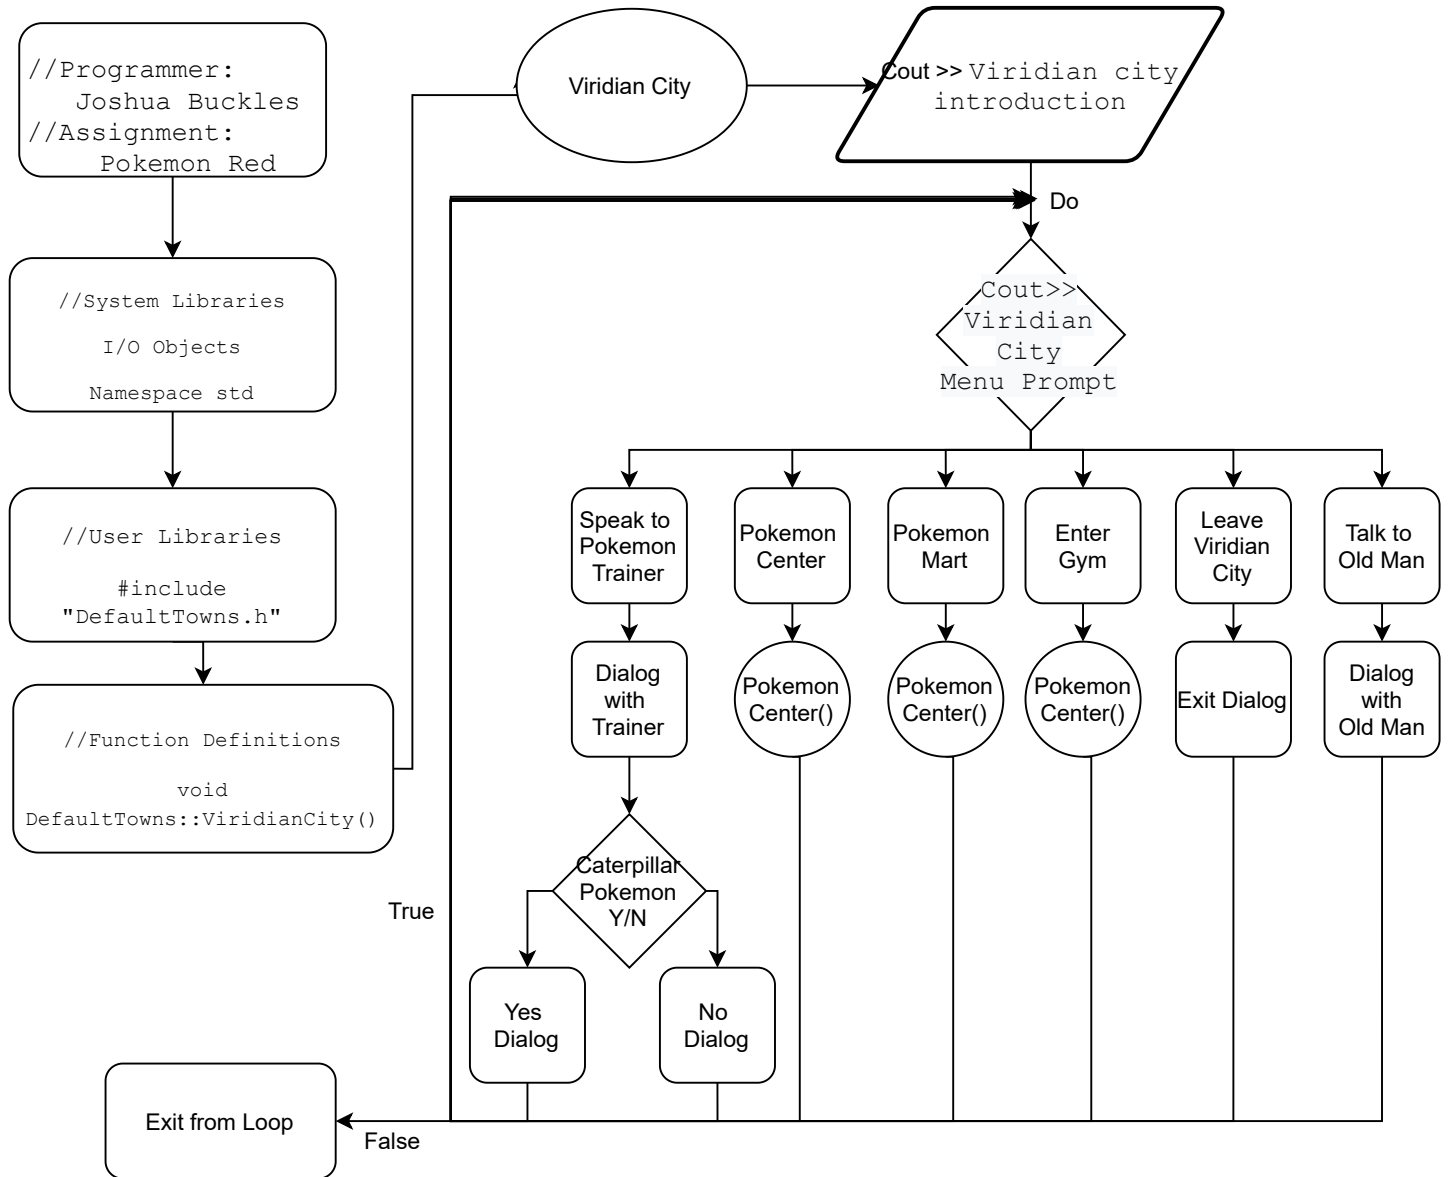 //Programmer:
Joshua Buckles
//Assignment:
Pokemon Red
//System Libraries
I/O Objects
Namespace std
//User Libraries
#include
"DefaultTowns.h"
//Function Definitions
void
DefaultTowns::ViridianCity()
Viridian City
Cout >> Viridian city
introduction
Do
Cout>>
Viridian
City
Menu Prompt
Speak to
Pokemon
Trainer
Pokemon
Center
Pokemon
Mart
Enter
Gym
Leave
Viridian
City
Talk to
Old Man
Dialog
with
Trainer
Pokemon
Center()
Pokemon
Center()
Pokemon
Center()
Exit Dialog
Dialog
with
Old Man
Caterpillar
Pokemon
Y/N
True
Yes
Dialog
No
Dialog
Exit from Loop
False